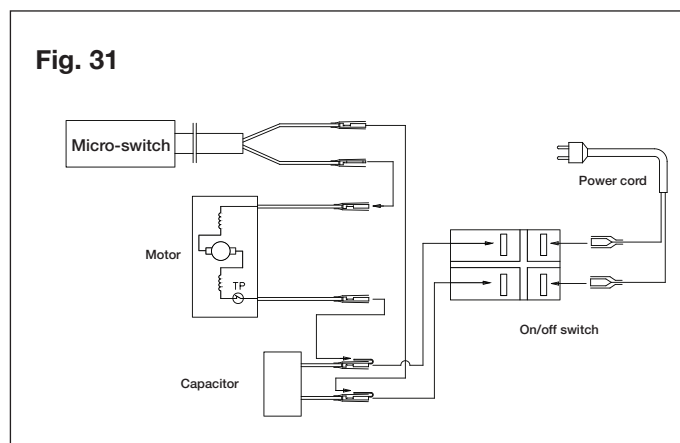 Fig. 31
Micro-switch
Power cord
Motor
TP
On/off switch
Capacitor